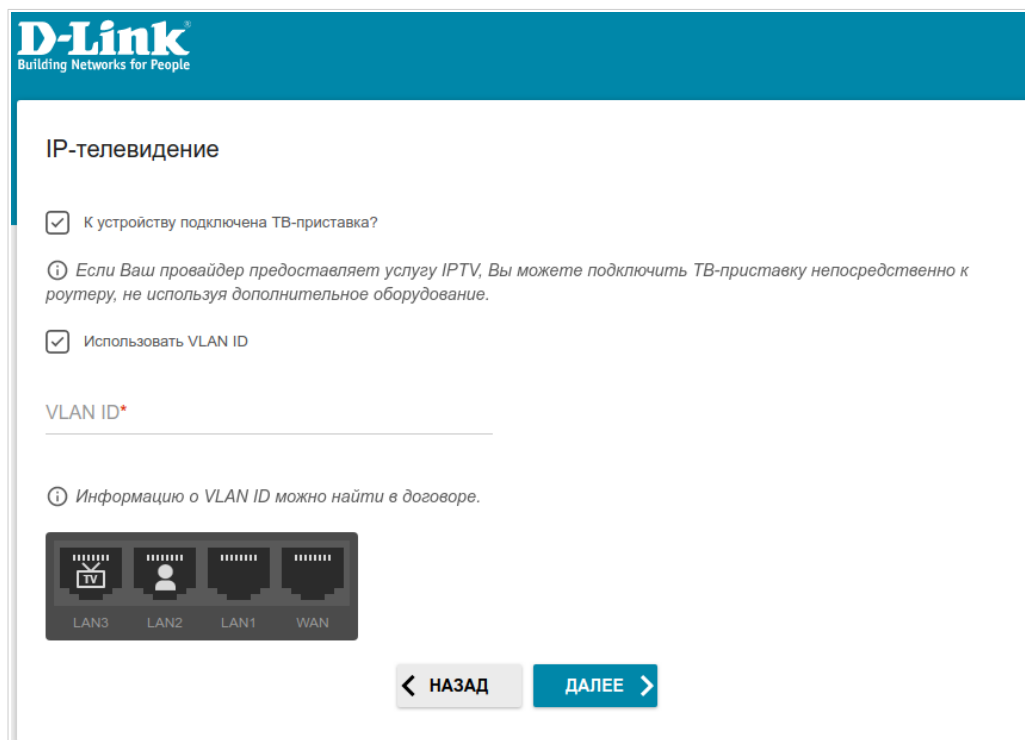 D-Link®
Building Networks for People
IP-телевидение
К устройству подключена ТВ-приставка?
Если Ваш провайдер предоставляет услугу IPTV, Вы можете подключить ТВ-приставку непосредственно к
роутеру, не используя дополнительное оборудование.
Использовать VLAN ID
VLAN ID*
Информацию о VLAN ID можно найти в договоре.
TV
LAN3 LAN2 LAN1 WAN
НАЗАД ДАЛЕЕ